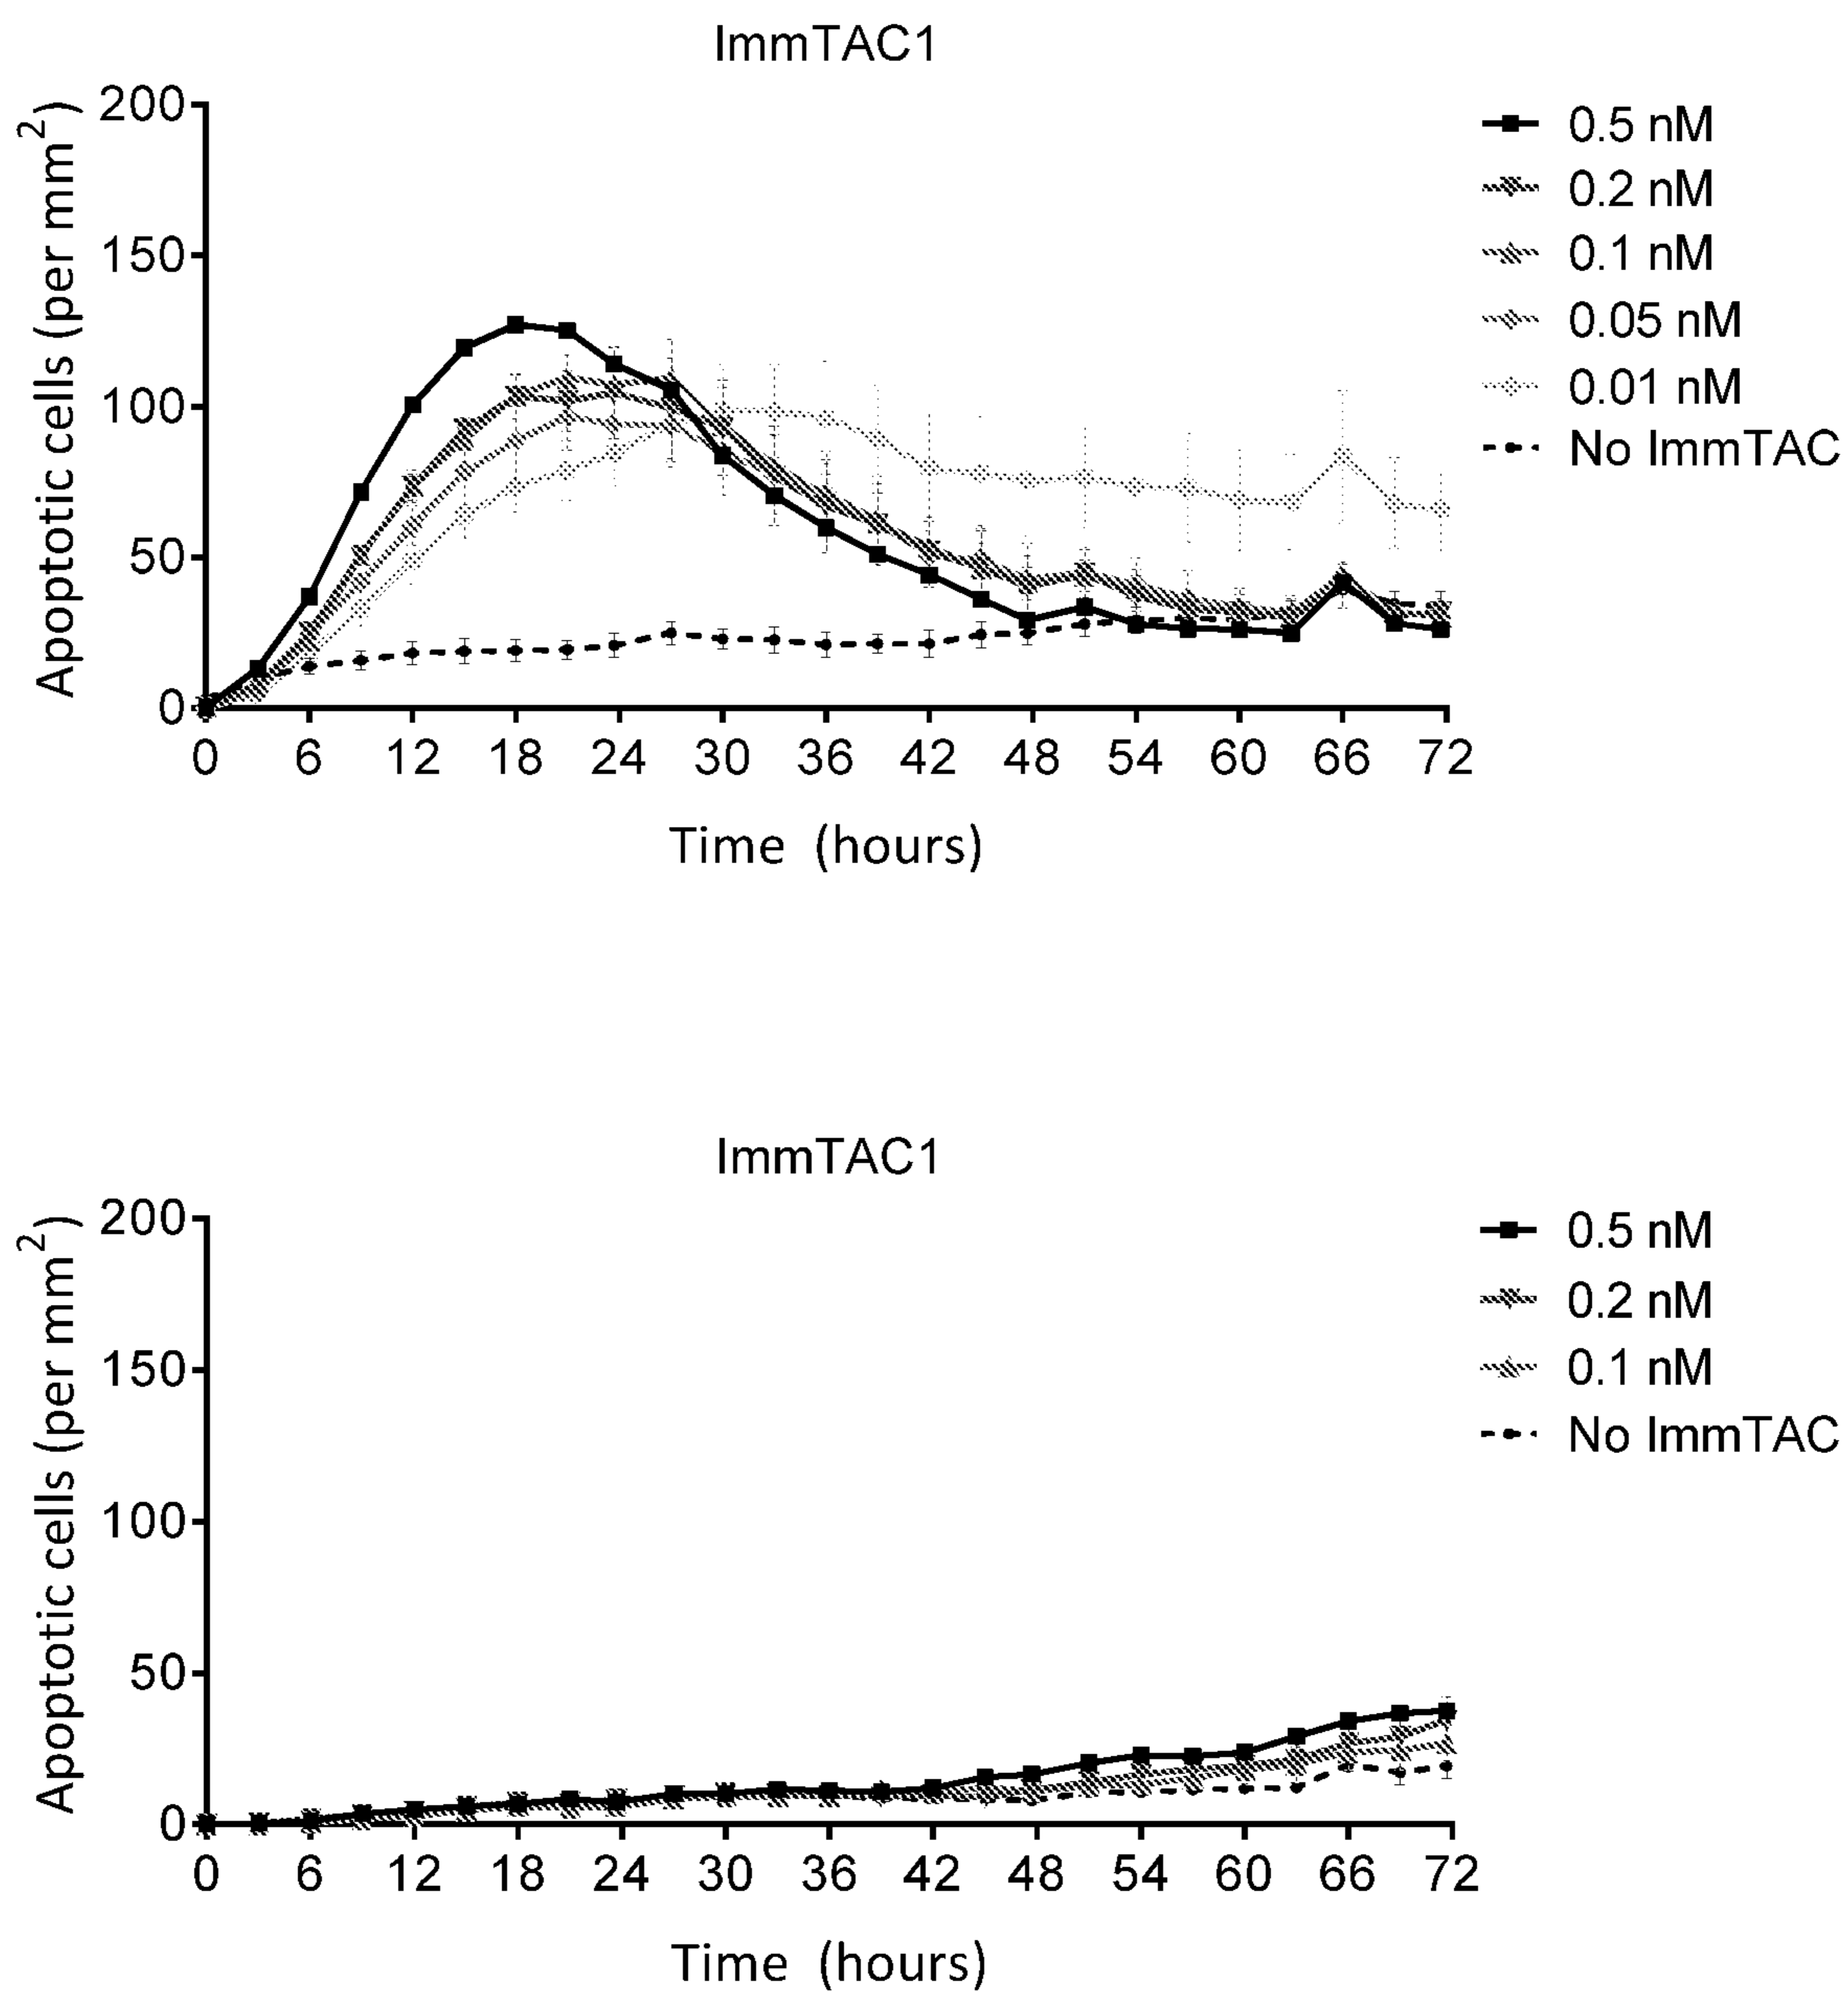 ImmTAC1
Apoptotic cells (per mm2)
200
150
100
50
0
0 6 12 18 24 30 36 42 48 54 60 66 72
Time (hours)
0.5 nM
0.2 nM
0.1 nM
0.05 nM
0.01 nM
No ImmTAC
ImmTAC1
Apoptotic cells (per mm2)
200
150
100
50
0
0 6 12 18 24 30 36 42 48 54 60 66 72
Time (hours)
0.5 nM
0.2 nM
0.1 nM
No ImmTAC